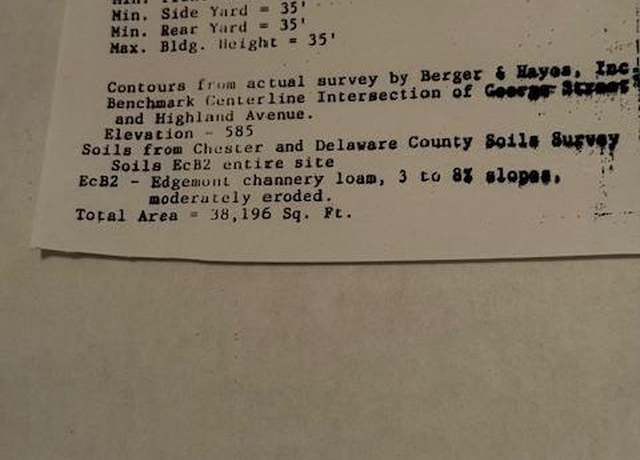 Min. Side Yard = 35'
Min. Rear Yard = 35'
Max. Bldg. Height = 35'
Contours from actual survey by Berger & Hayes, Inc.
Benchmark Centerline Intersection of George Street
and Highland Avenue.
Elevation - 585
Soils from Chester and Delaware County Soils Survey
Soils EcB2 entire site
EcB2 - Edgemont channery loam, 3 to 8% slopes,
moderately eroded.
Total Area = 38,196 Sq. Ft.